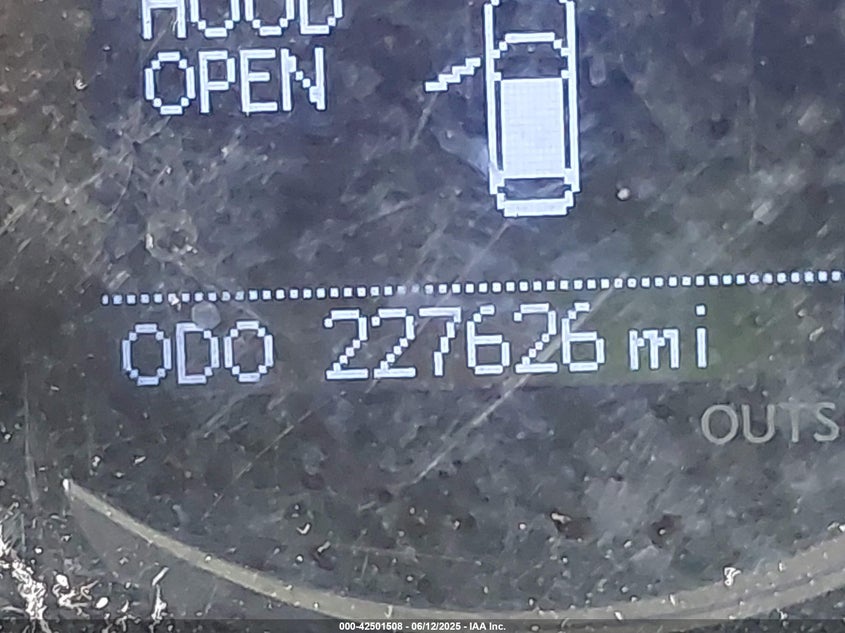 HOOD
OPEN
ODO 227626 mi
OUTS
000-42501508 - 06/12/2025 - IAA Inc.